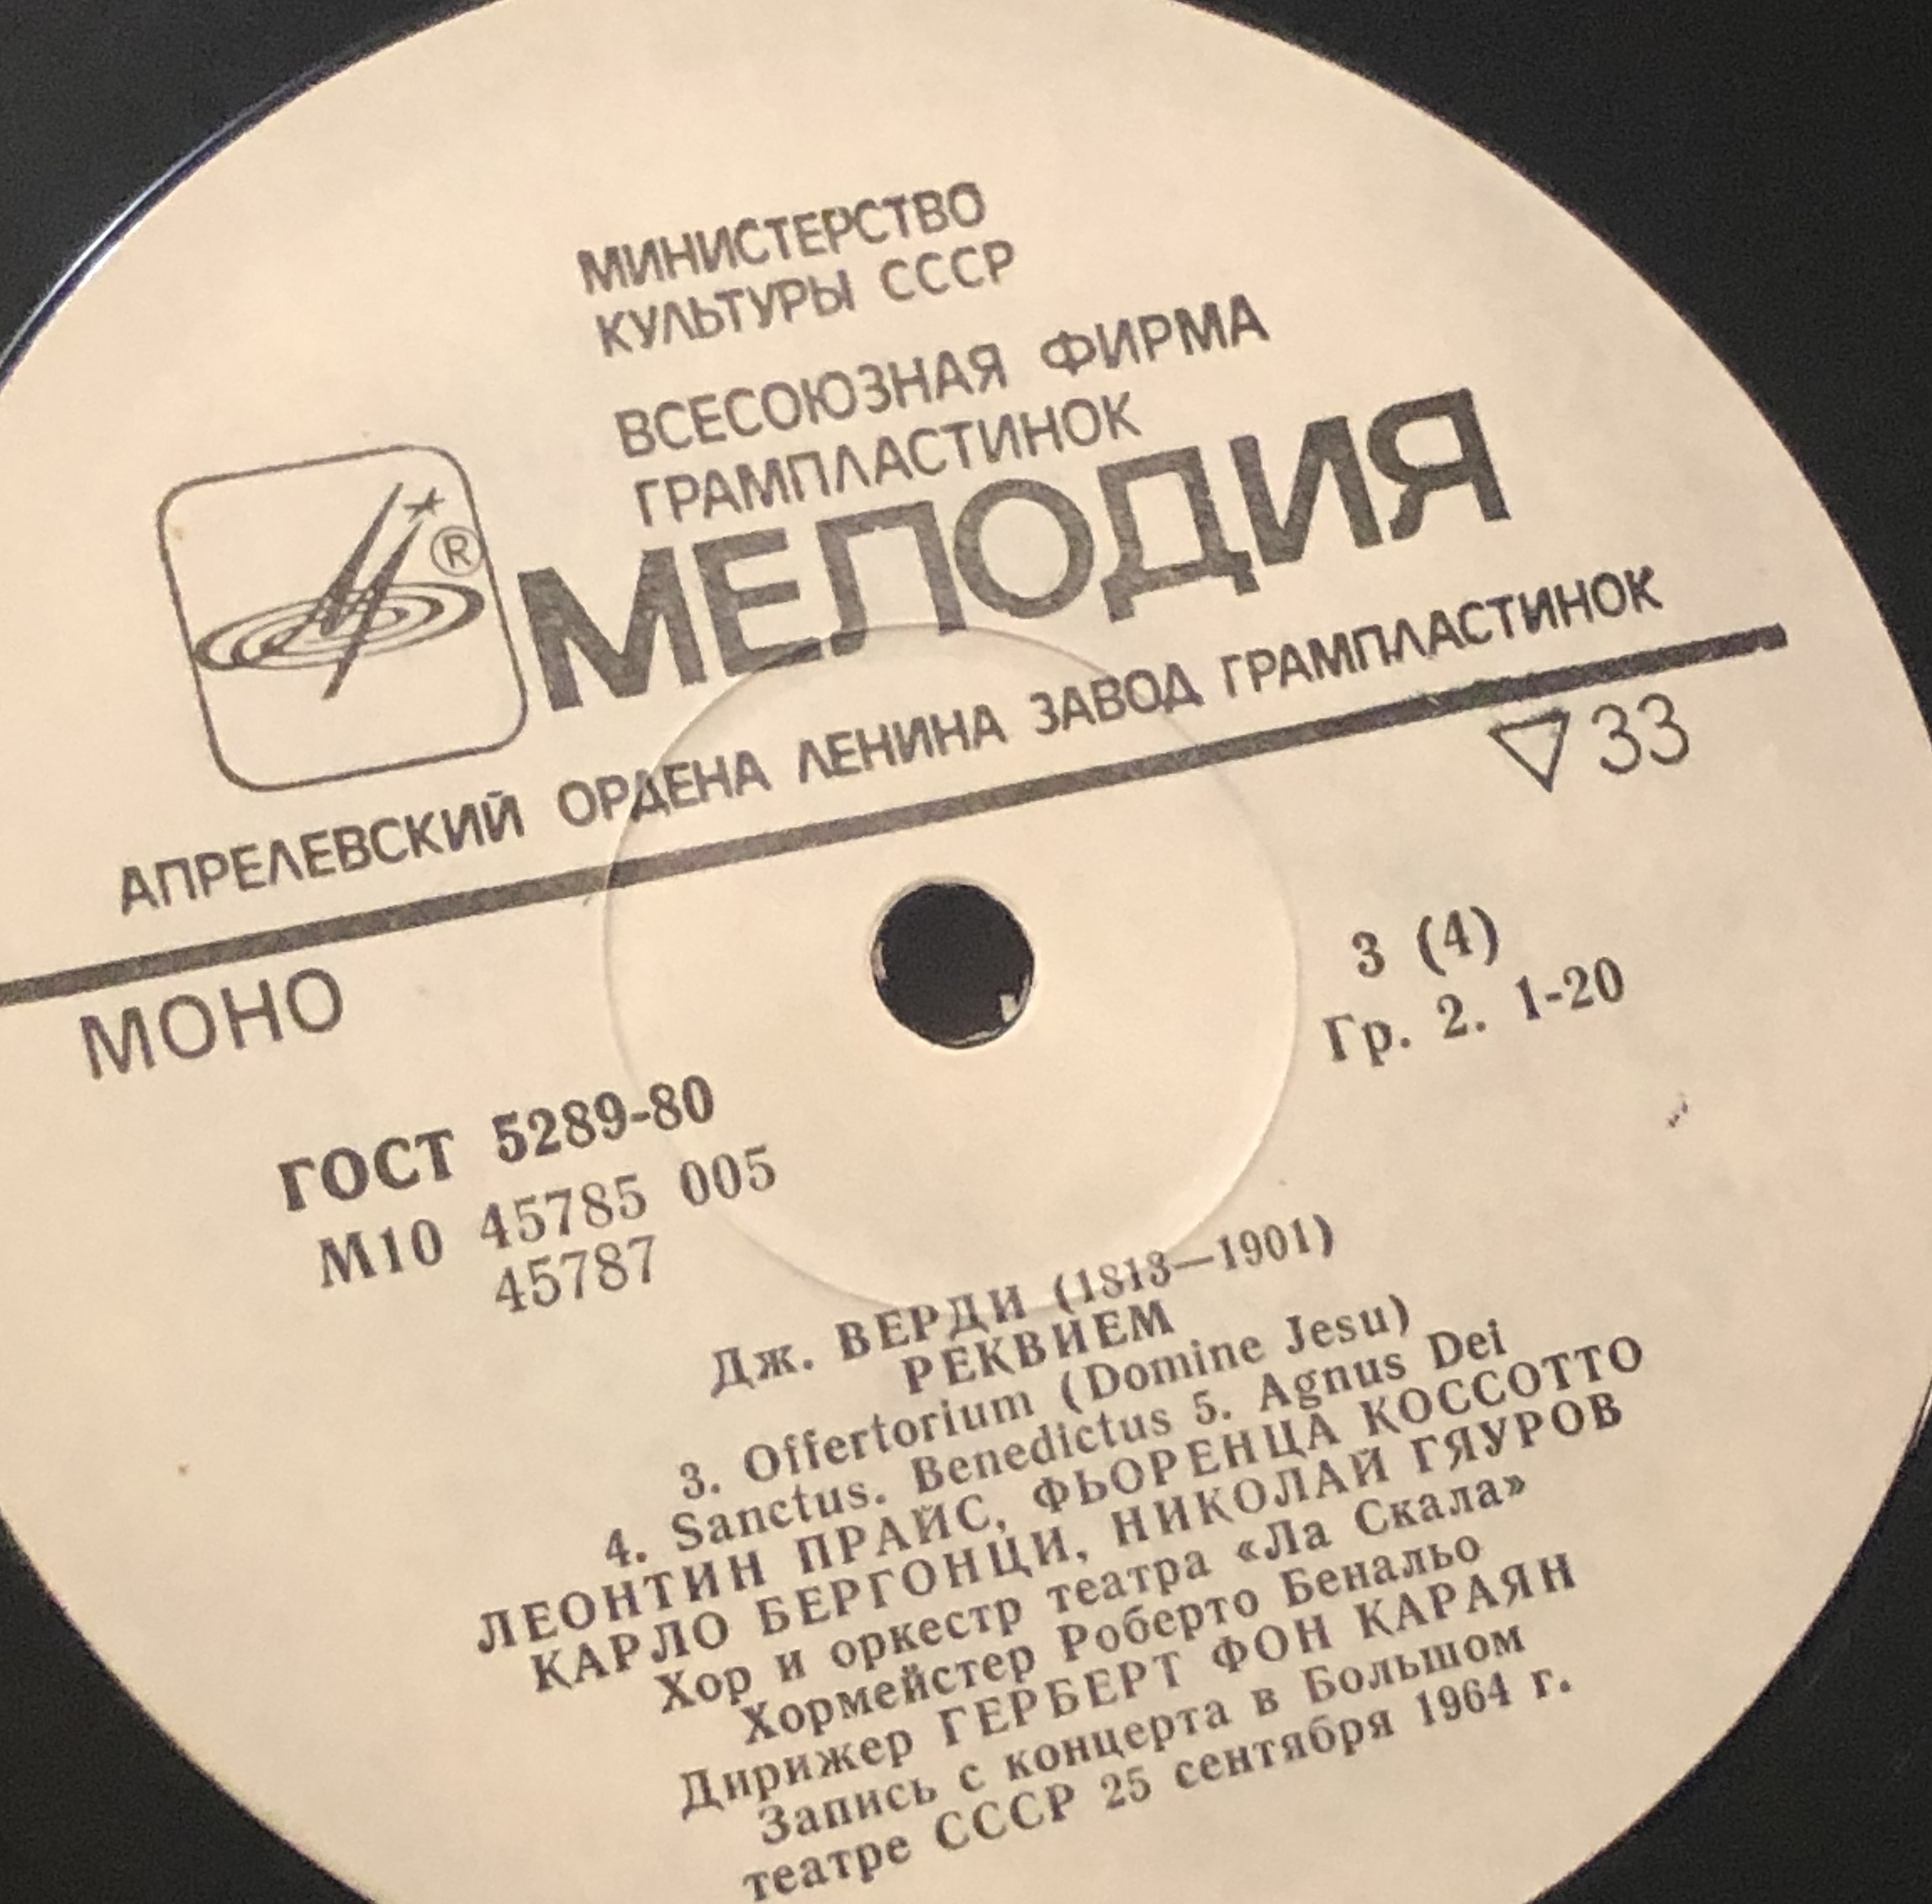 МИНИСТЕРСТВО
КУЛЬТУРЫ СССР
ВСЕСОЮЗНАЯ ФИРМА
ГРАМПЛАСТИНОК
®
МЕЛОДИЯ
АПРЕЛЕВСКИЙ ОРДЕНА ЛЕНИНА ЗАВОД ГРАМПЛАСТИНОК
▽33
МОНО
3 (4)
Гр. 2. 1-20
ГОСТ 5289-80
М10 45785 005
45787
Дж. ВЕРДИ (1813—1901)
РЕКВИЕМ
3. Offertorium (Domine Jesu)
4. Sanctus. Benedictus 5. Agnus Dei
ЛЕОНТИН ПРАЙС, ФЬОРЕНЦА КОССОТТО
КАРЛО БЕРГОНЦИ, НИКОЛАЙ ГЯУРОВ
Хор и оркестр театра «Ла Скала»
Хормейстер Роберто Бенальо
Дирижер ГЕРБЕРТ ФОН КАРАЯН
Запись с концерта в Большом
театре СССР 25 сентября 1964 г.